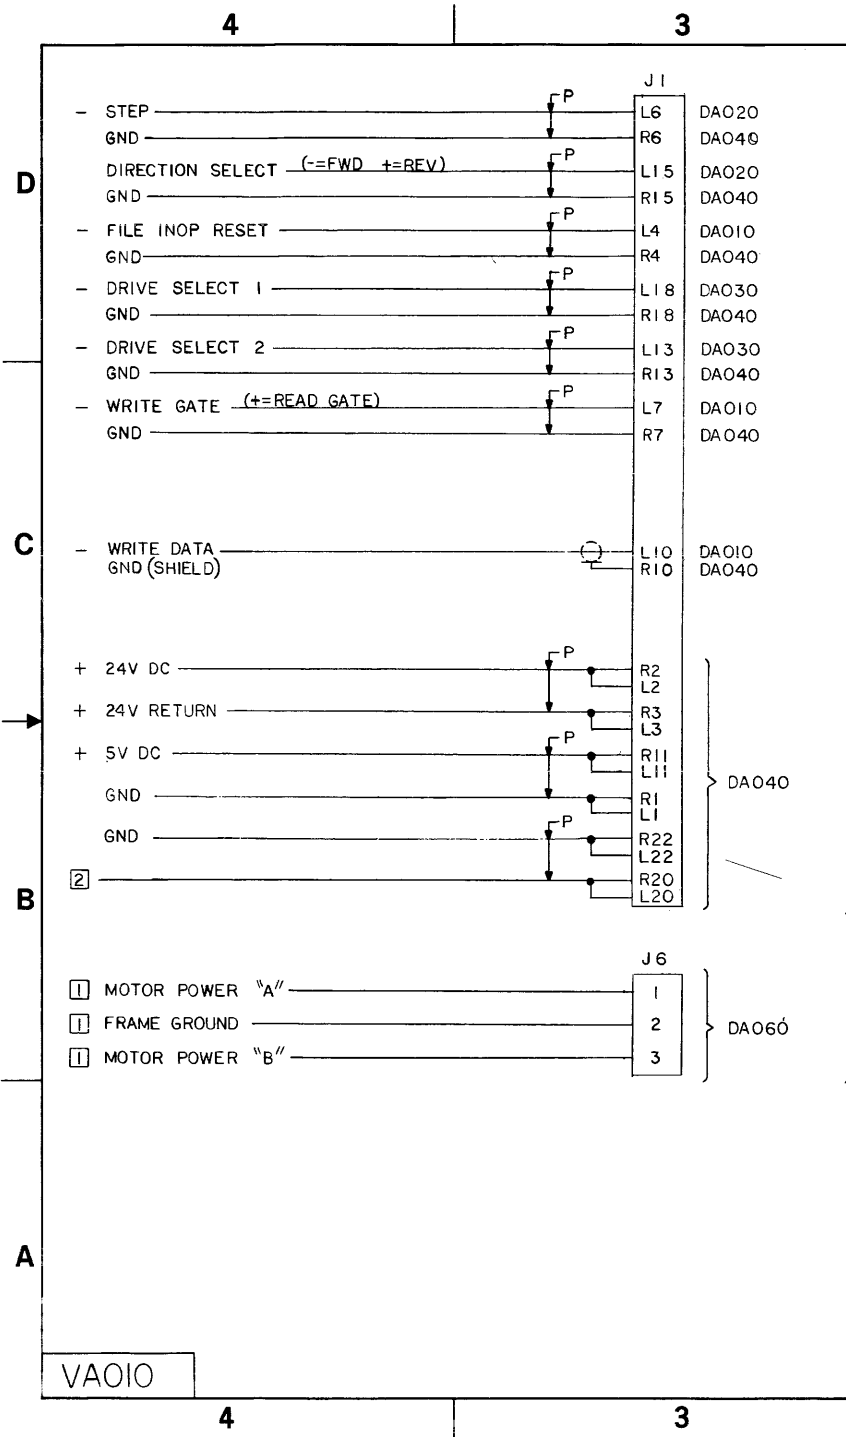 4 3
J1
P
- STEP L6 DA020
GND R6 DA040
P
DIRECTION SELECT (-=FWD +=REV) L15 DA020
D
GND R15 DA040
P
- FILE INOP RESET L4 DA010
GND R4 DA040
P
- DRIVE SELECT 1 L18 DA030
GND R18 DA040
P
- DRIVE SELECT 2 L13 DA030
GND R13 DA040
P
- WRITE GATE (+=READ GATE) L7 DA010
GND R7 DA040
C
- WRITE DATA L10 DA010
GND (SHIELD) R10 DA040
P
+ 24V DC R2
L2
+ 24V RETURN R3
L3
P
+ 5V DC R11
L11
DA040
GND R1
L1
P
GND R22
L22
2 R20
L20
B
J6
1 MOTOR POWER "A" 1
1 FRAME GROUND 2 DA060
1 MOTOR POWER "B" 3
A
VA010
4 3